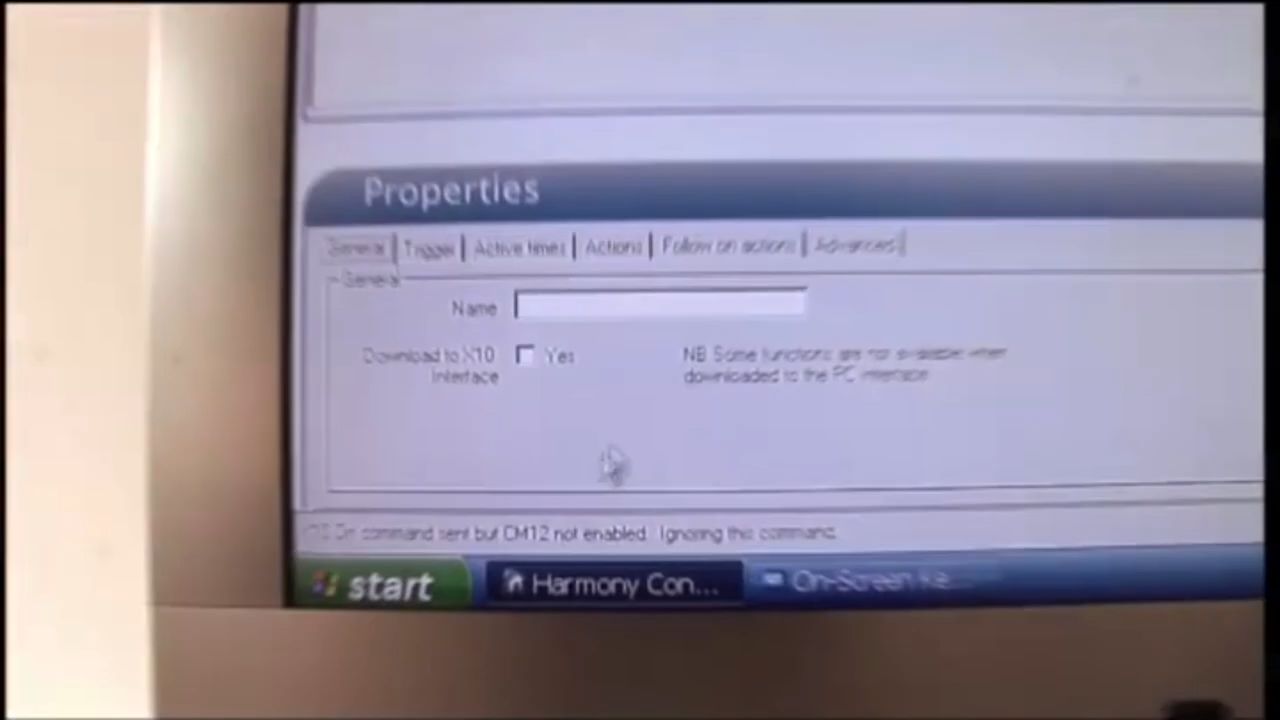 Properties
General Trigger Active times Actions Follow on actions Advanced
General
Name
Download to X10 Interface
Yes
NB Some functions are not available when
downloaded to the PC interface
On command sent but CM12 not enabled. Ignoring this command.
start Harmony Con... On-Screen Ke...